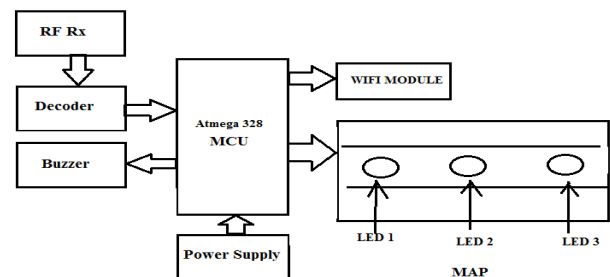 RF Rx
Decoder
Buzzer
Atmega 328
MCU
Power Supply
WIFI MODULE
LED 1
LED 2
LED 3
MAP